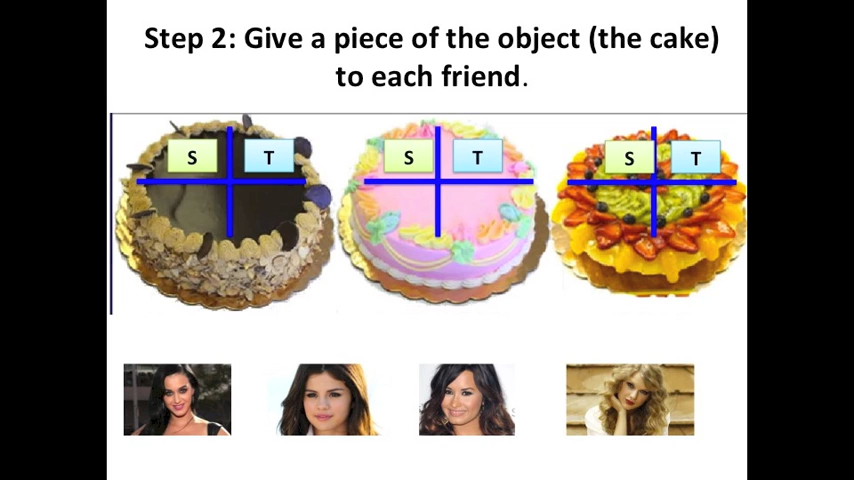 Step 2: Give a piece of the object (the cake)
to each friend.
S T S T S T